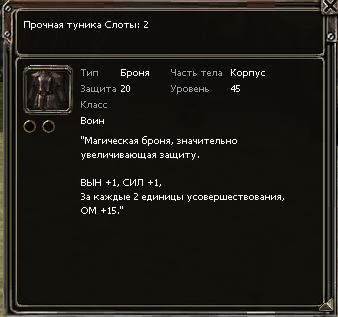 Прочная туника Слоты: 2
Тип Броня Часть тела Корпус
Защита 20 Уровень 45
Класс
Воин
"Магическая броня, значительно
увеличивающая защиту.
ВЫН +1, СИЛ +1,
За каждые 2 единицы усовершествования,
ОМ +15."